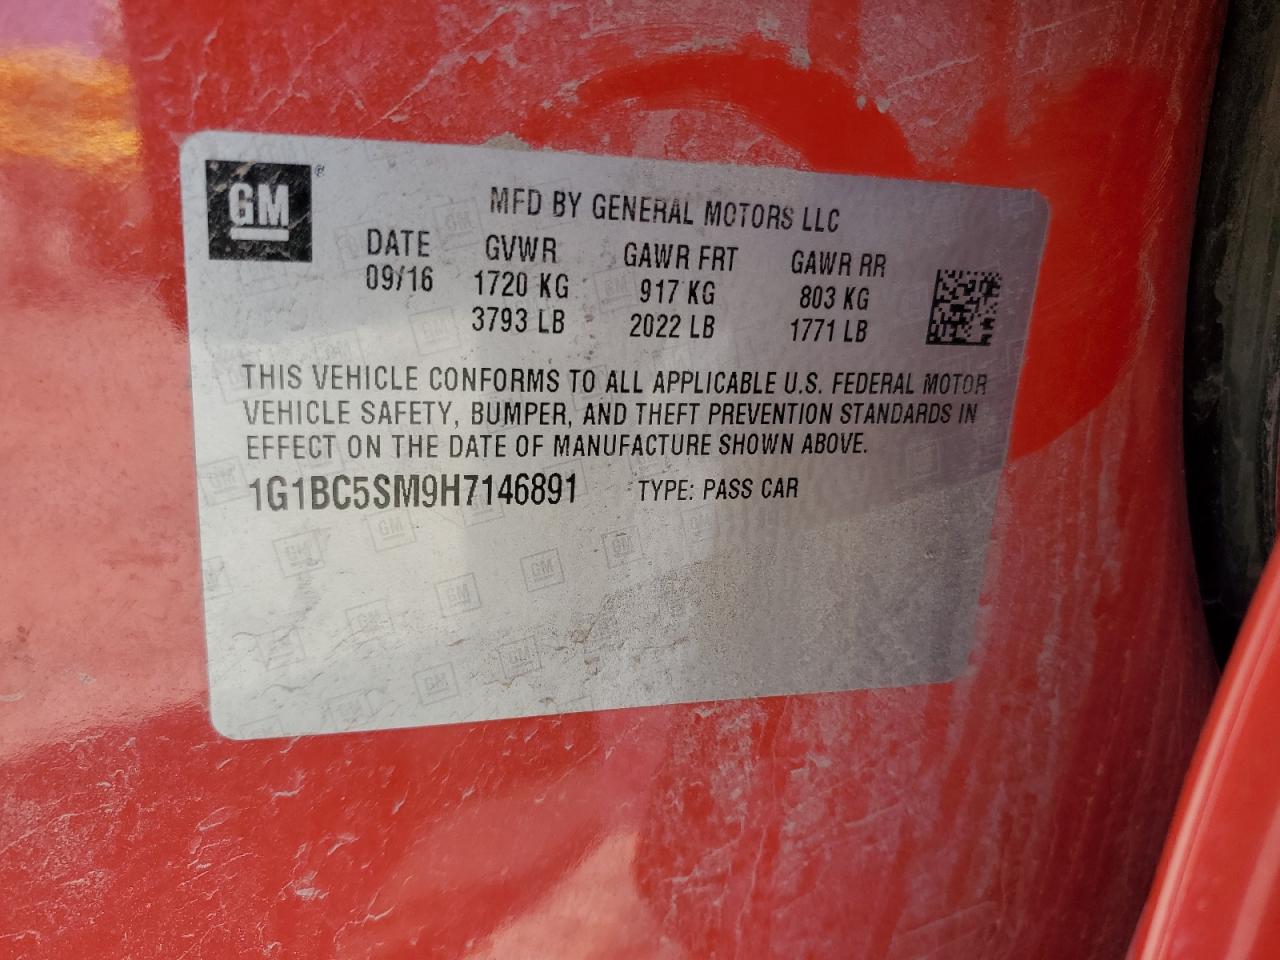 GM®
MFD BY GENERAL MOTORS LLC
DATE GVWR GAWR FRT GAWR RR
09/16 1720 KG 917 KG 803 KG
3793 LB 2022 LB 1771 LB
THIS VEHICLE CONFORMS TO ALL APPLICABLE U.S. FEDERAL MOTOR
VEHICLE SAFETY, BUMPER, AND THEFT PREVENTION STANDARDS IN
EFFECT ON THE DATE OF MANUFACTURE SHOWN ABOVE.
1G1BC5SM9H7146891 TYPE: PASS CAR